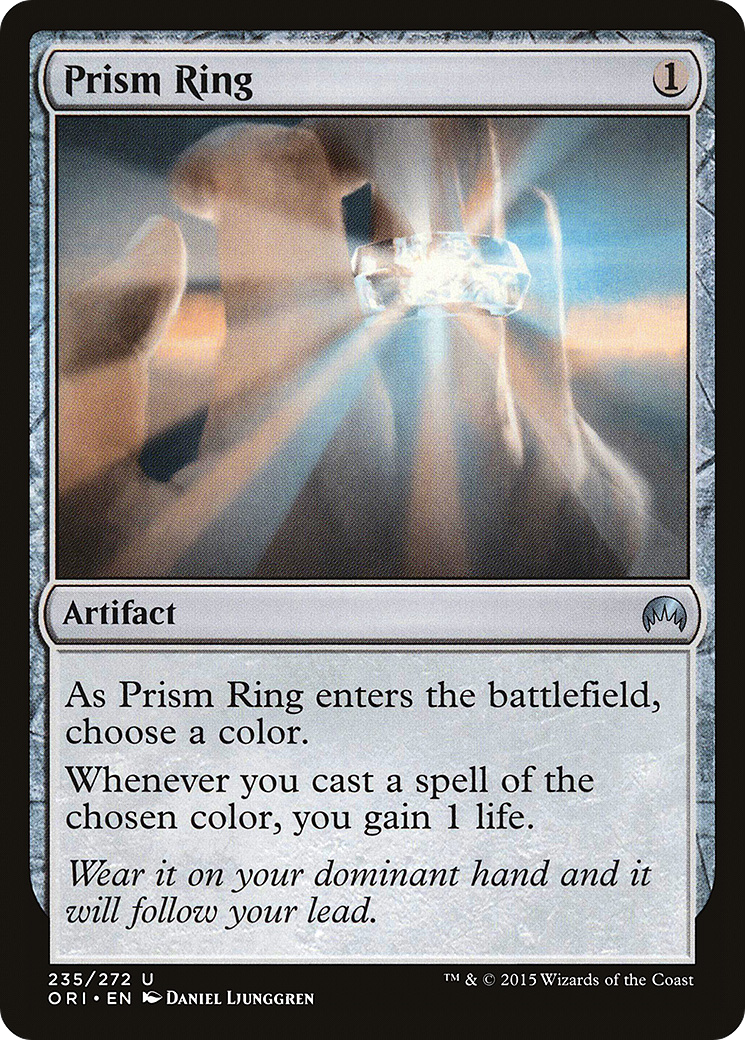 Prism Ring 1
Artifact
As Prism Ring enters the battlefield,
choose a color.
Whenever you cast a spell of the
chosen color, you gain 1 life.
Wear it on your dominant hand and it
will follow your lead.
235/272 U
™ & © 2015 Wizards of the Coast
ORI • EN Daniel Ljunggren